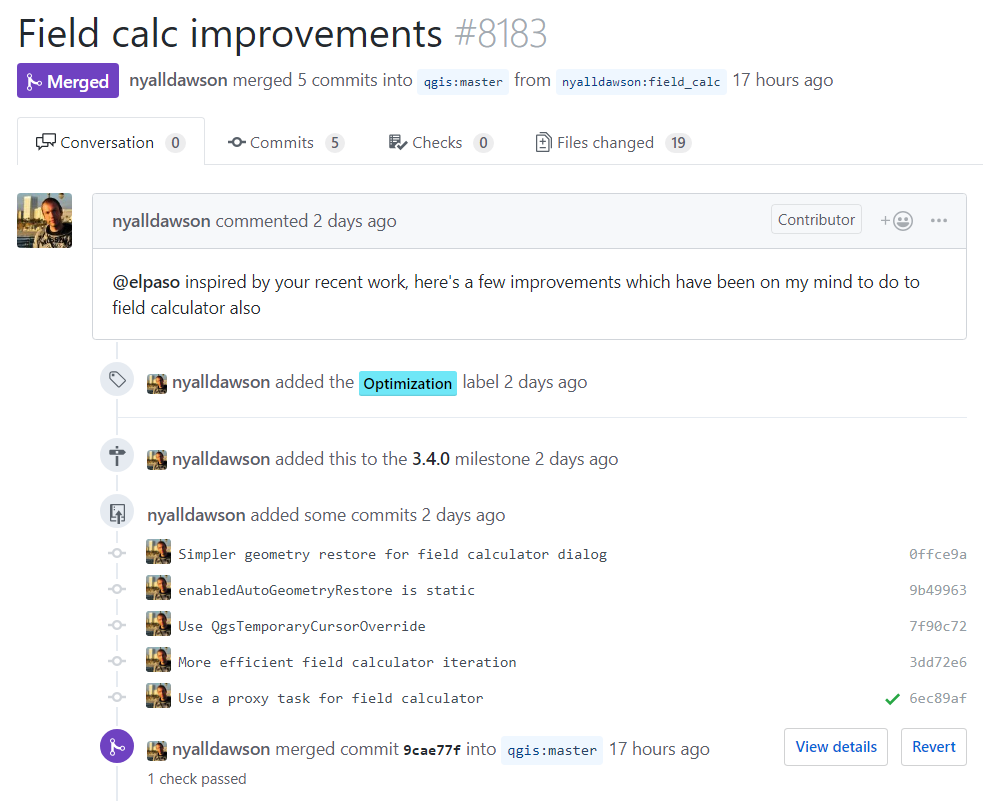 Field calc improvements #8183
Merged nyalldawson merged 5 commits into qgis:master from nyalldawson:field_calc 17 hours ago
Conversation 0 Commits 5 Checks 0 Files changed 19
nyalldawson commented 2 days ago Contributor
@elpaso inspired by your recent work, here's a few improvements which have been on my mind to do to
field calculator also
nyalldawson added the Optimization label 2 days ago
nyalldawson added this to the 3.4.0 milestone 2 days ago
nyalldawson added some commits 2 days ago
Simpler geometry restore for field calculator dialog 0ffce9a
enabledAutoGeometryRestore is static 9b49963
Use QgsTemporaryCursorOverride 7f90c72
More efficient field calculator iteration 3dd72e6
Use a proxy task for field calculator 6ec89af
nyalldawson merged commit 9cae77f into qgis:master 17 hours ago View details Revert
1 check passed